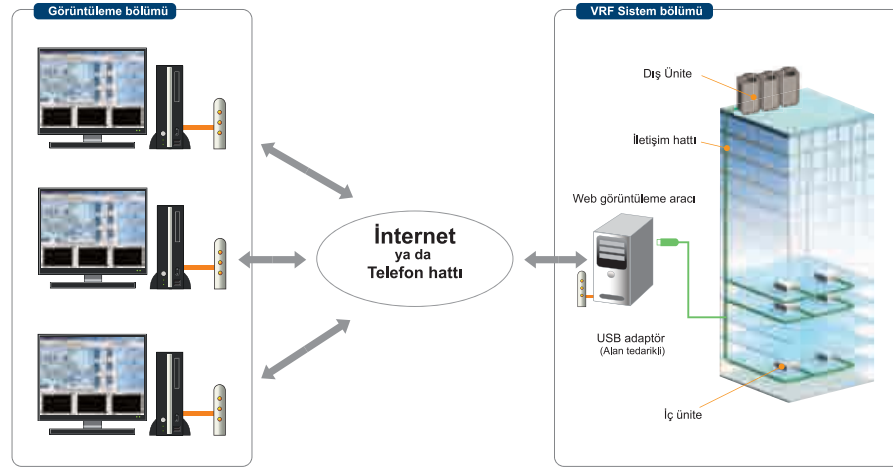 Görüntüleme bölümü
VRF Sistem bölümü
Dış Ünite
İletişim hattı
Web görüntüleme aracı
İnternet
ya da
Telefon hattı
USB adaptör
(Alan tedarikli)
İç ünite